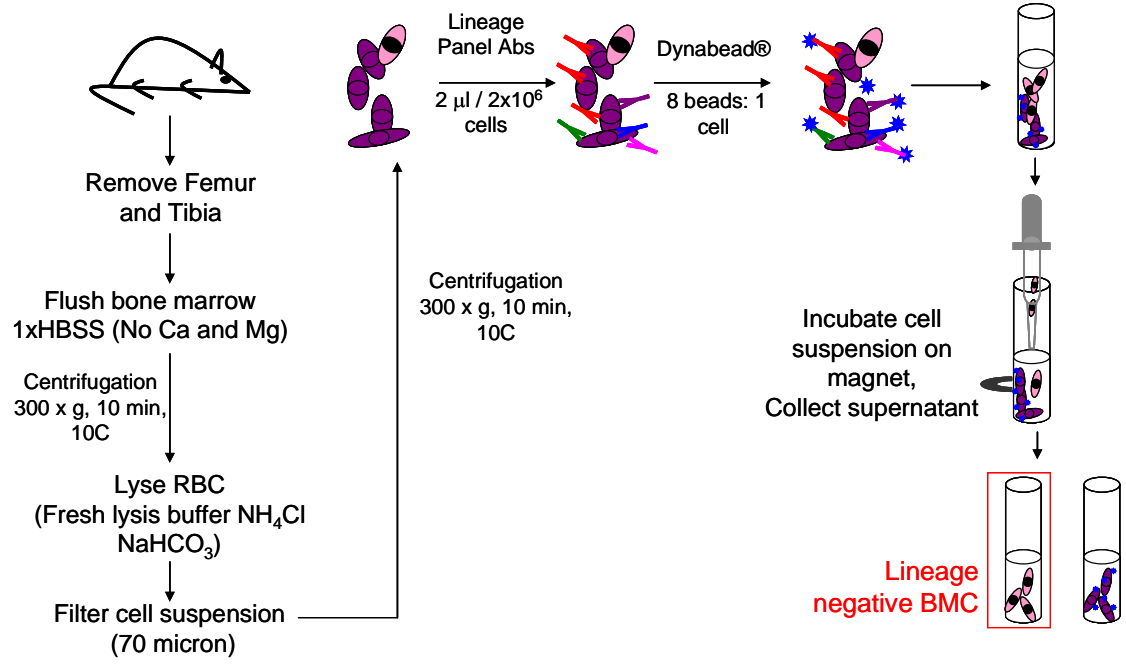 Remove Femur
and Tibia
Flush bone marrow
1xHBSS (No Ca and Mg)
Centrifugation
300 x g, 10 min,
10C
Lyse RBC
(Fresh lysis buffer NH₄Cl
NaHCO₃)
Filter cell suspension
(70 micron)
Centrifugation
300 x g, 10 min,
10C
Lineage
Panel Abs
2 μl / 2x10⁶
cells
Dynabead®
8 beads: 1
cell
Incubate cell
suspension on
magnet,
Collect supernatant
Lineage
negative BMC